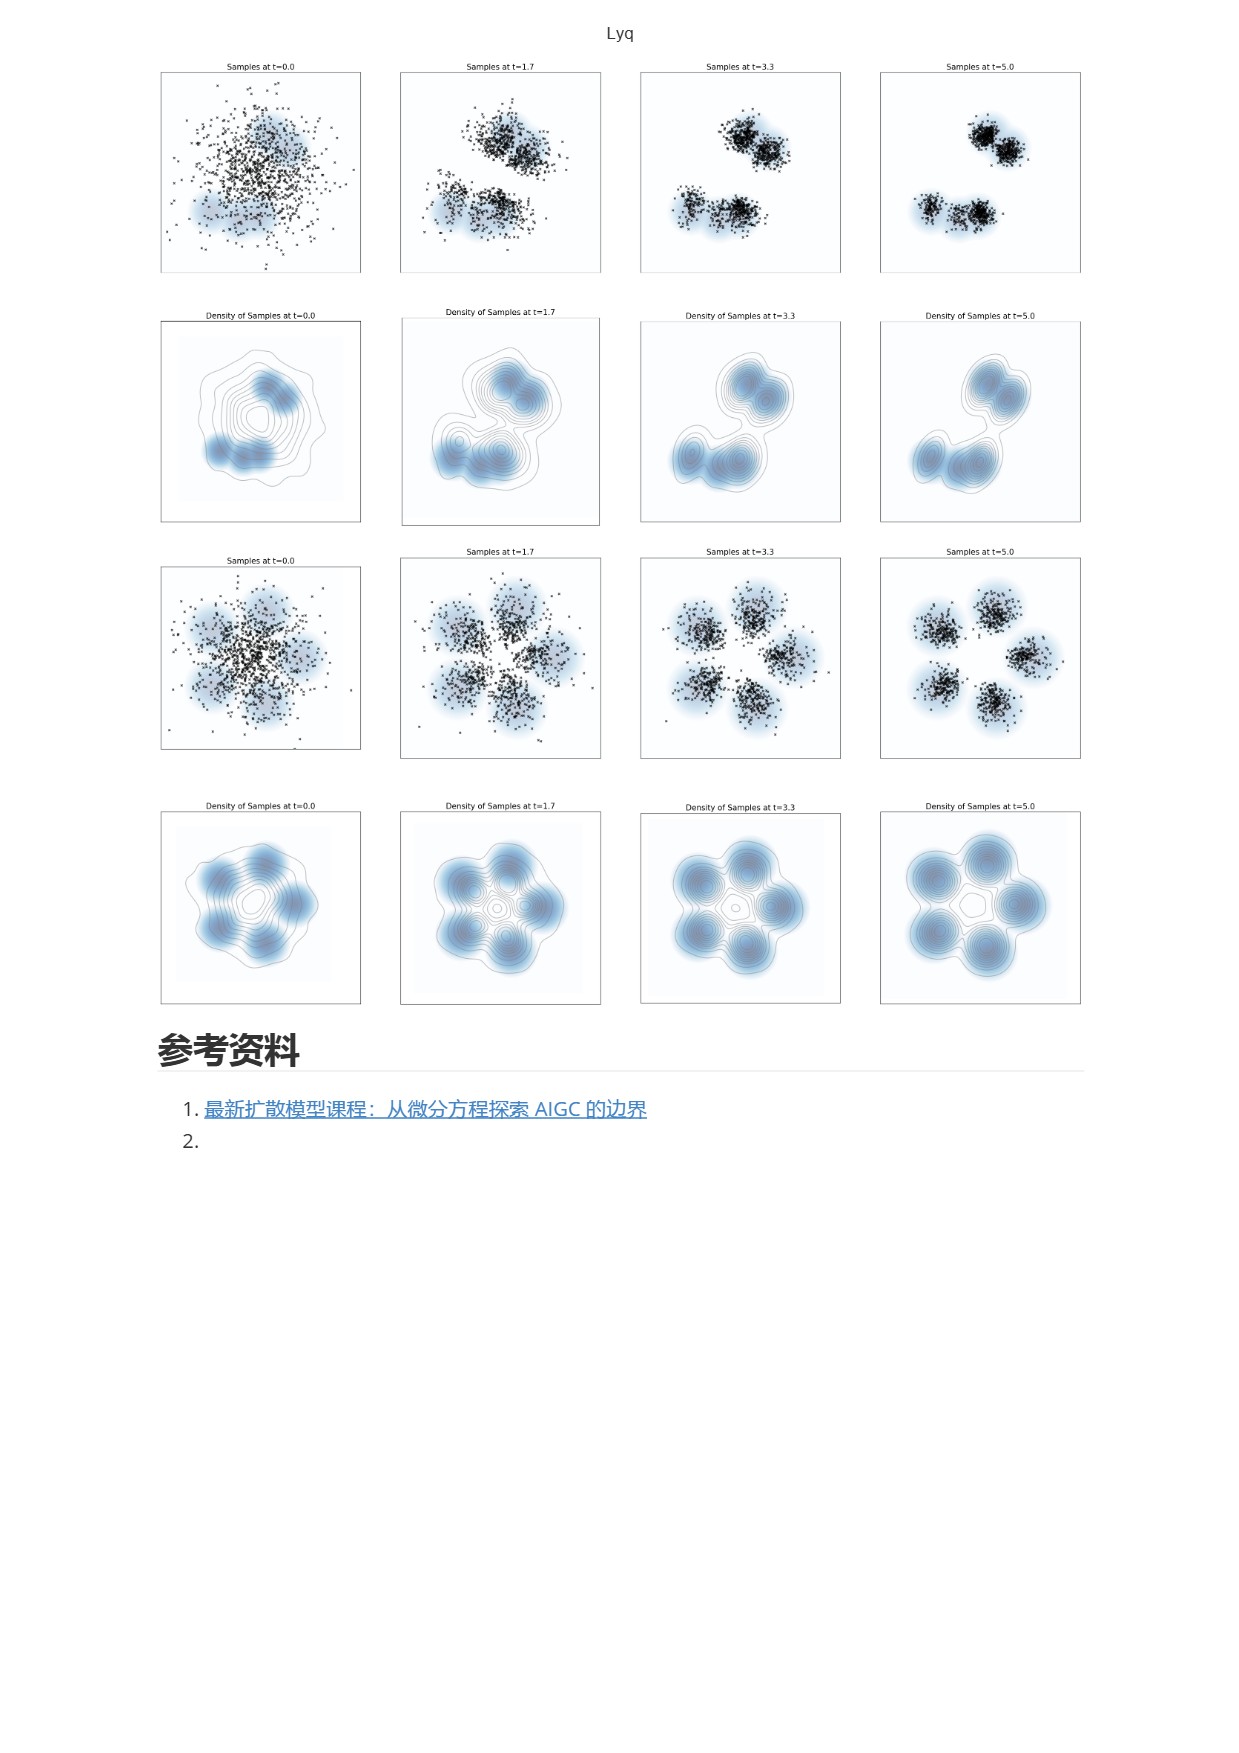 Lyq
Samples at t=0.0
Samples at t=1.7
Samples at t=3.3
Samples at t=5.0
Density of Samples at t=0.0
Density of Samples at t=1.7
Density of Samples at t=3.3
Density of Samples at t=5.0
Samples at t=0.0
Samples at t=1.7
Samples at t=3.3
Samples at t=5.0
Density of Samples at t=0.0
Density of Samples at t=1.7
Density of Samples at t=3.3
Density of Samples at t=5.0
参考资料
1. 最新扩散模型课程：从微分方程探索 AIGC 的边界
2.